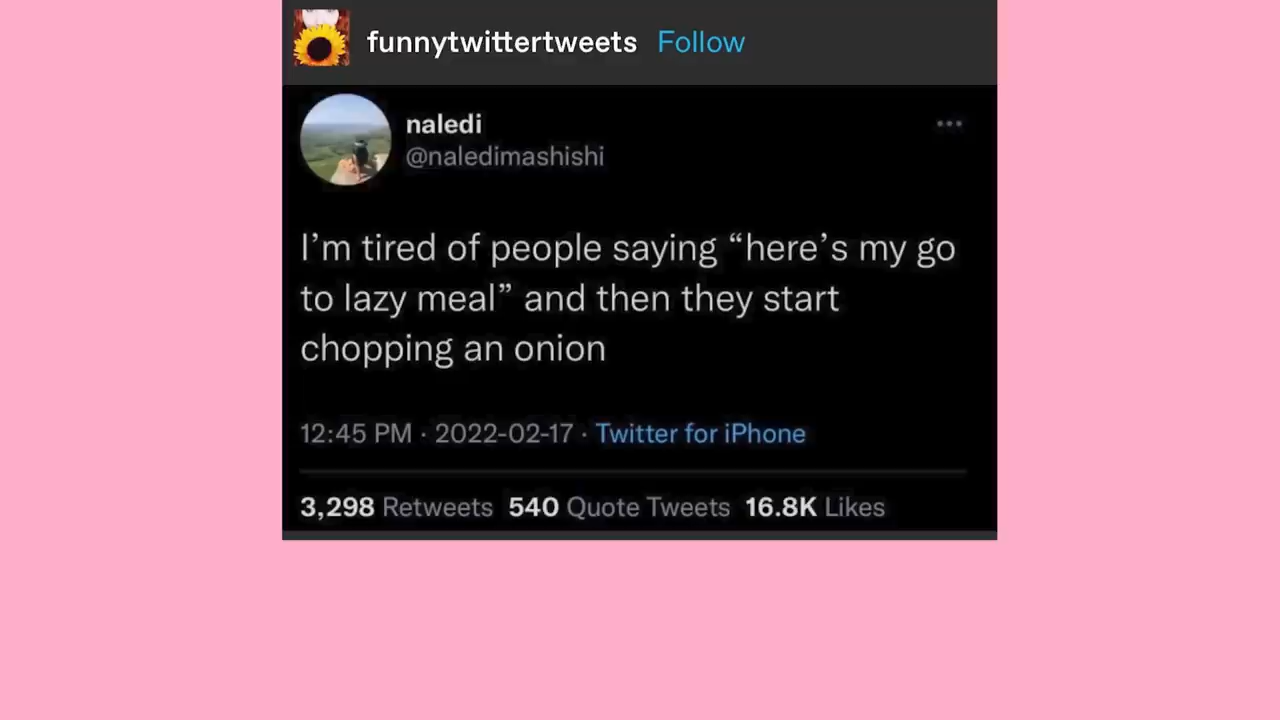 funnytwittertweets Follow
naledi
@naledimashishi
I’m tired of people saying “here’s my go
to lazy meal” and then they start
chopping an onion
12:45 PM · 2022-02-17 · Twitter for iPhone
3,298 Retweets 540 Quote Tweets 16.8K Likes